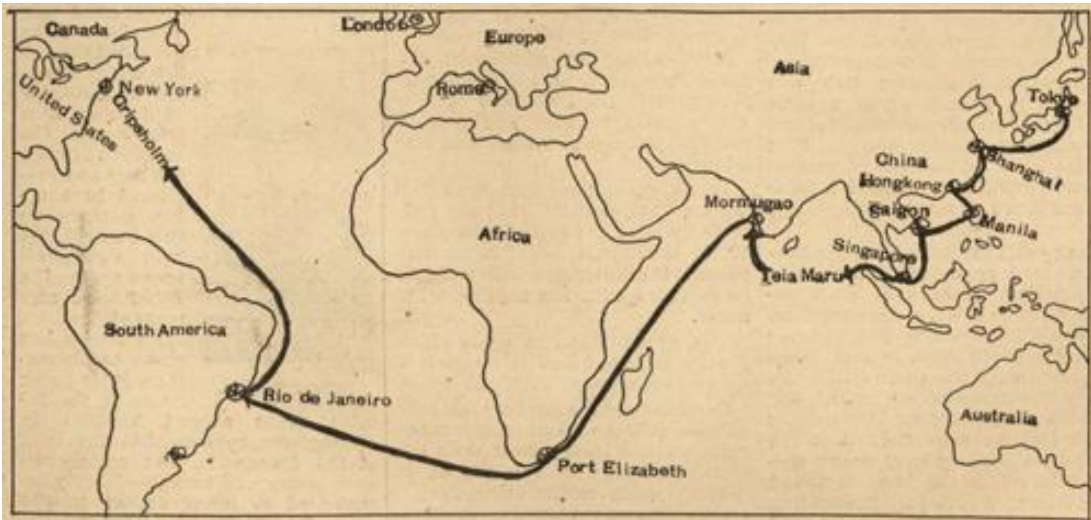 Canada
London
Europe
Asia
New York
United States
Gripsholm
Rome
Tokyo
Shanghai
China
Hongkong
Mormugao
Saigon
Manila
Africa
Singapore
Teia Maru
South America
Rio de Janeiro
Australia
Port Elizabeth